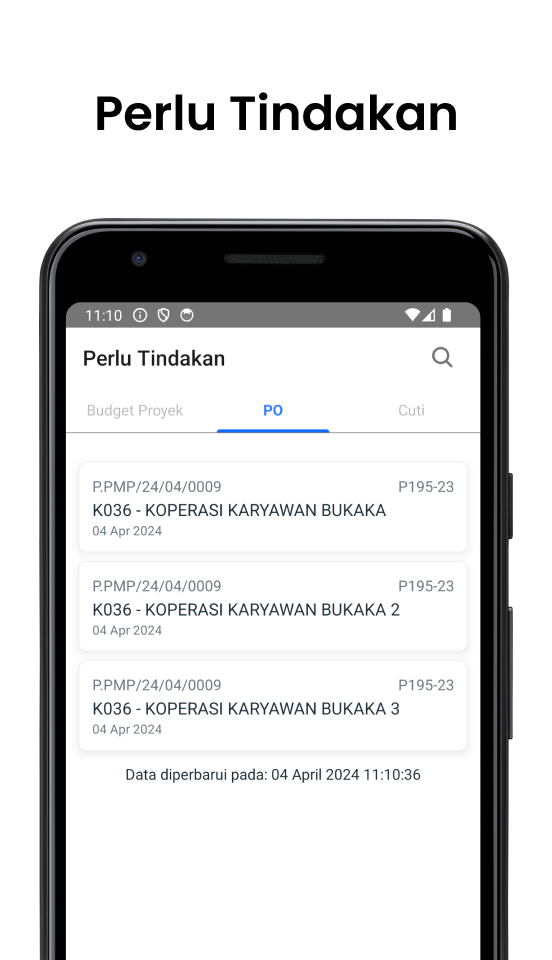 Perlu Tindakan
11:10
Perlu Tindakan
Budget Proyek PO Cuti
P.PMP/24/04/0009 P195-23
K036 - KOPERASI KARYAWAN BUKAKA
04 Apr 2024
P.PMP/24/04/0009 P195-23
K036 - KOPERASI KARYAWAN BUKAKA 2
04 Apr 2024
P.PMP/24/04/0009 P195-23
K036 - KOPERASI KARYAWAN BUKAKA 3
04 Apr 2024
Data diperbarui pada: 04 April 2024 11:10:36